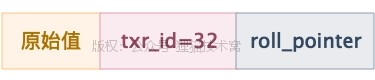 原始值 txr_id=32 roll_pointer